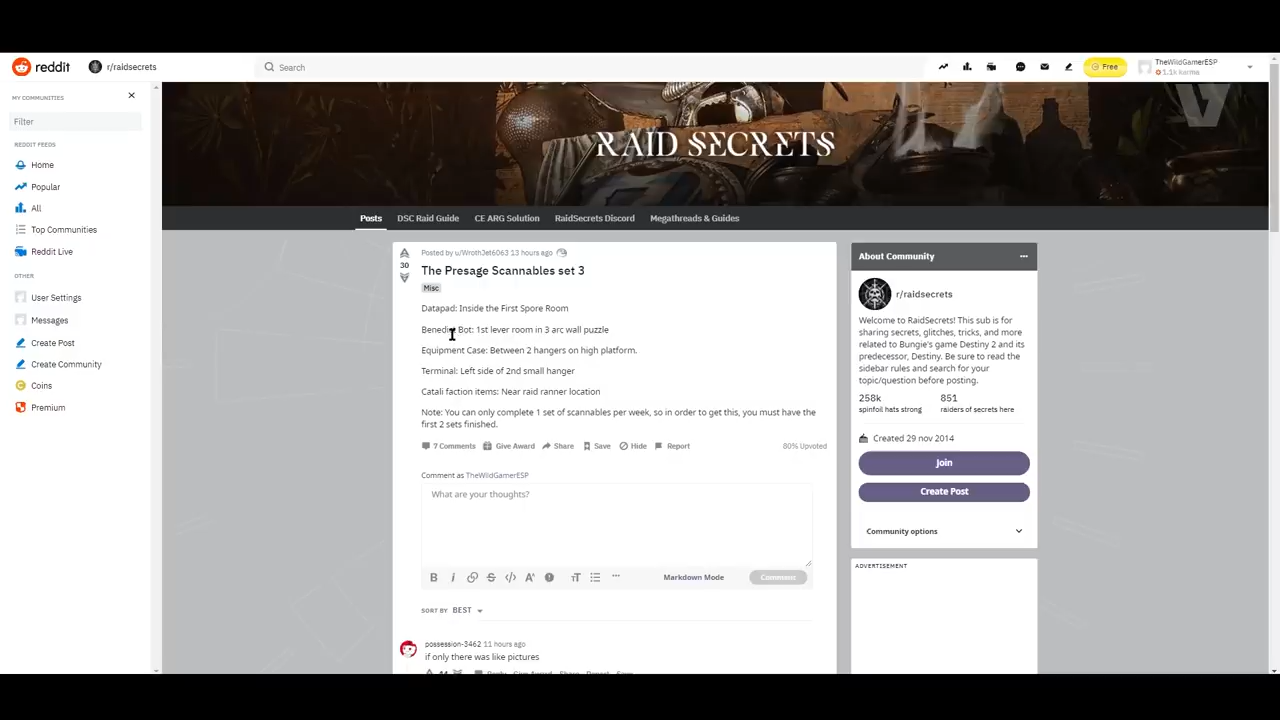 reddit
r/raidsecrets
Search
Free
TheWildGamerESP
1.1k karma
MY COMMUNITIES
Filter
REDDIT FEEDS
Home
Popular
All
Top Communities
Reddit Live
OTHER
User Settings
Messages
Create Post
Create Community
Coins
Premium
RAID SECRETS
Posts
DSC Raid Guide
CE ARG Solution
RaidSecrets Discord
Megathreads & Guides
30
Posted by u/WrothJet6063 13 hours ago
The Presage Scannables set 3
Misc
Datapad: Inside the First Spore Room
Bot: 1st lever room in 3 arc wall puzzle
Equipment Case: Between 2 hangers on high platform.
Terminal: Left side of 2nd small hanger
Catali faction items: Near raid ranner location
Note: You can only complete 1 set of scannables per week, so in order to get this, you must have the
first 2 sets finished.
7 Comments
Give Award
Share
Save
Hide
Report
80% Upvoted
Comment as TheWildGamerESP
What are your thoughts?
Markdown Mode
Comment
SORT BY BEST
possession-3462 11 hours ago
if only there was like pictures
About Community
r/raidsecrets
Welcome to RaidSecrets! This sub is for
sharing secrets, glitches, tricks, and more
related to Bungie's game Destiny 2 and its
predecessor, Destiny. Be sure to read the
sidebar rules and search for your
topic/question before posting.
258k
851
spinfoil hats strong
raiders of secrets here
Created 29 nov 2014
Join
Create Post
Community options
ADVERTISEMENT